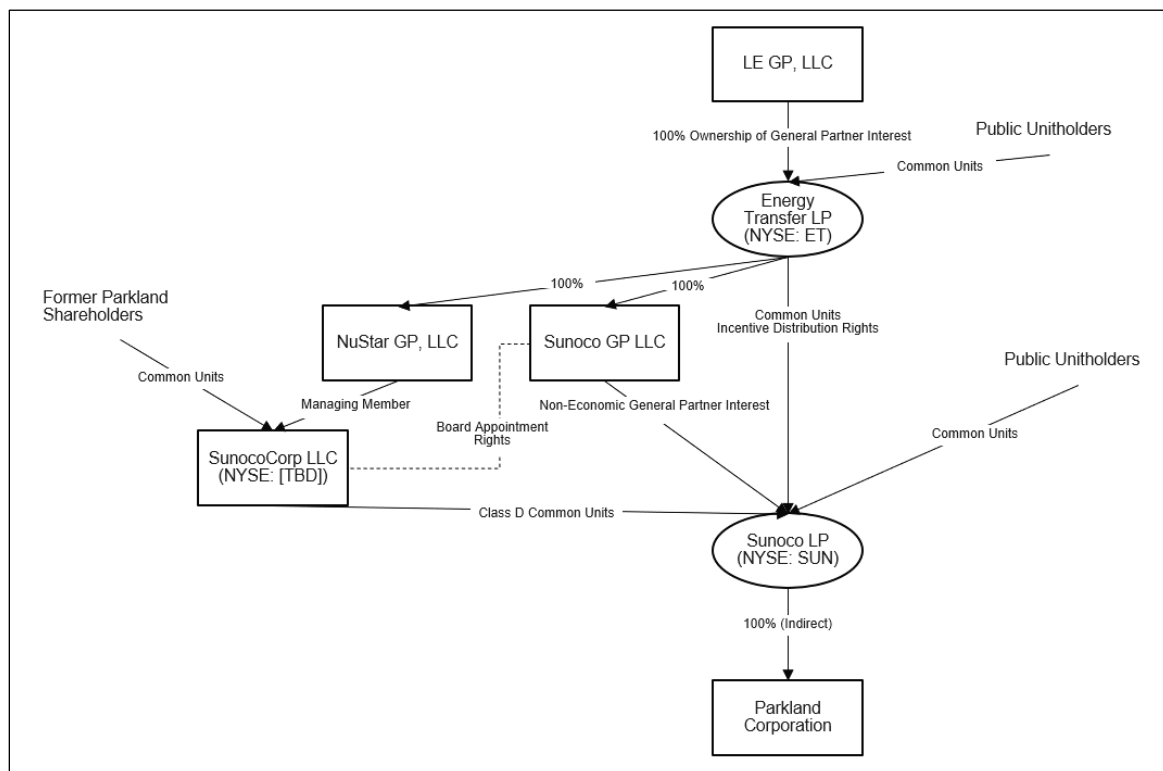 LE GP, LLC
100% Ownership of General Partner Interest
Public Unitholders
Common Units
Energy
Transfer LP
(NYSE: ET)
100%
100%
Former Parkland
Shareholders
NuStar GP, LLC
Sunoco GP LLC
Common Units
Incentive Distribution Rights
Public Unitholders
Common Units
Managing Member
Non-Economic General Partner Interest
Board Appointment
Rights
Common Units
SunocoCorp LLC
(NYSE: [TBD])
Class D Common Units
Sunoco LP
(NYSE: SUN)
100% (Indirect)
Parkland
Corporation